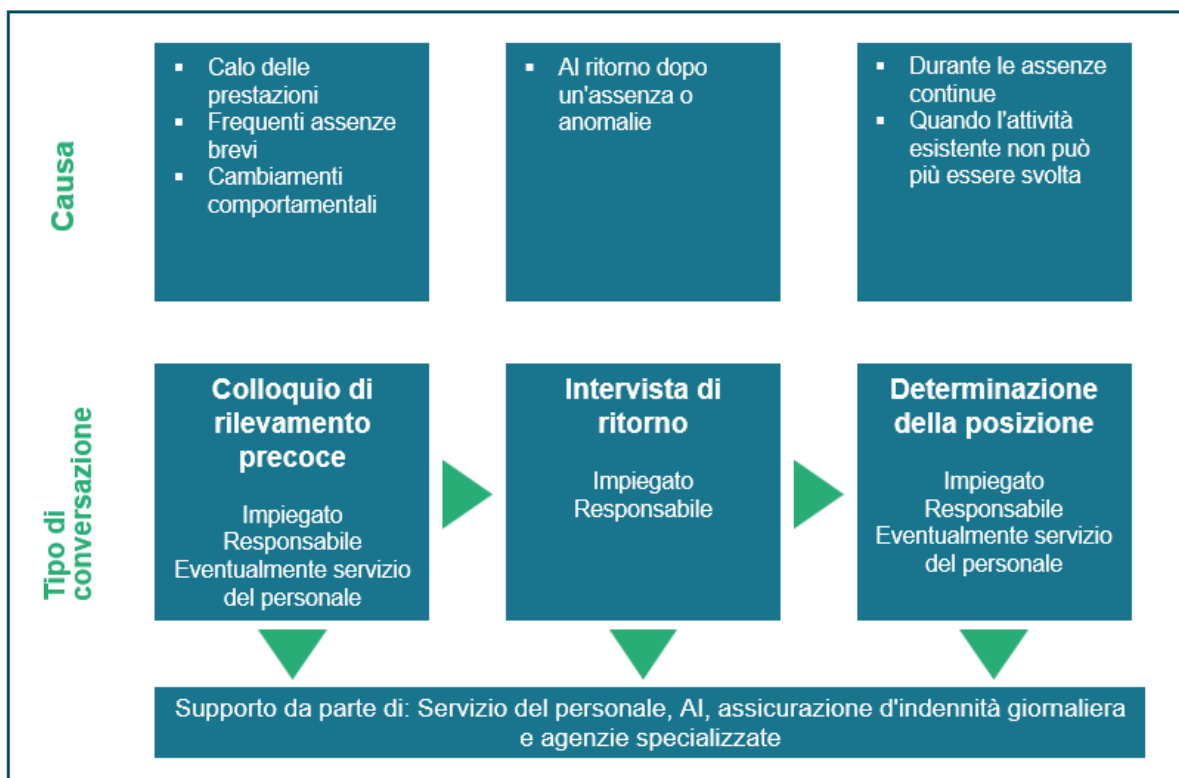 Causa
▪ Calo delle
prestazioni
▪ Frequenti assenze
brevi
▪ Cambiamenti
comportamentali
▪ Al ritorno dopo
un'assenza o
anomalie
▪ Durante le assenze
continue
▪ Quando l'attività
esistente non può
più essere svolta
Tipo di
conversazione
Colloquio di
rilevamento
precoce
Impiegato
Responsabile
Eventualmente servizio
del personale
Intervista di
ritorno
Impiegato
Responsabile
Determinazione
della posizione
Impiegato
Responsabile
Eventualmente servizio
del personale
Supporto da parte di: Servizio del personale, AI, assicurazione d'indennità giornaliera
e agenzie specializzate